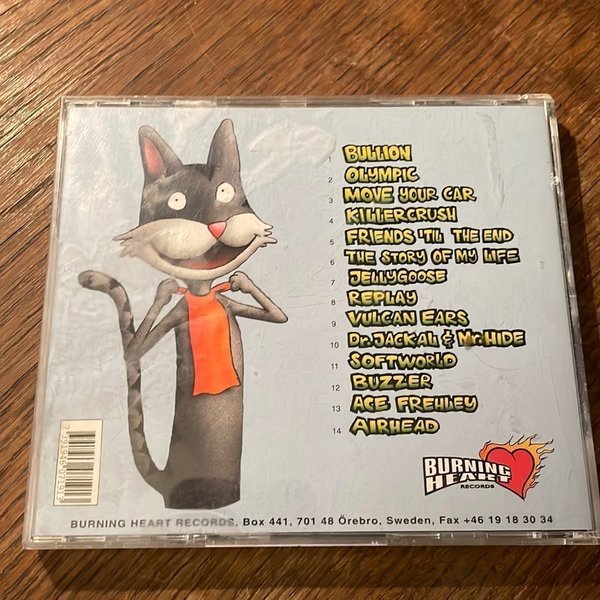 1 BULLION
2 OLYMPIC
3 MOVE YOUR CAR
4 KILLERCRUSH
5 FRIENDS 'TIL THE END
6 THE STORY OF MY LIFE
7 JELLYGOOSE
8 REPLAY
9 VULCAN EARS
10 Dr. JACKAL & Mr. HIDE
11 SOFTWORLD
12 BUZZER
13 ACE FREHLEY
14 AIRHEAD
BURNING
HEART
RECORDS
BURNING HEART RECORDS. Box 441, 701 48 Örebro, Sweden, Fax +46 19 18 30 34